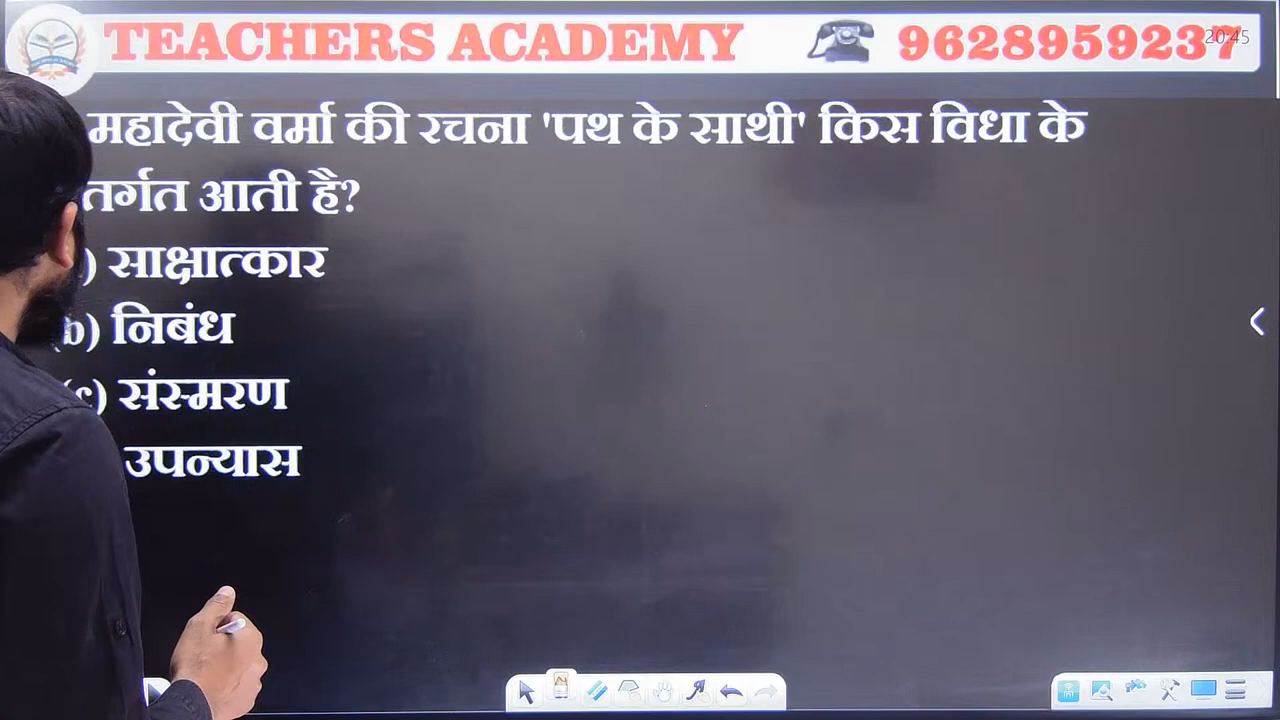 TEACHERS ACADEMY 9628959237
20:45
महादेवी वर्मा की रचना 'पथ के साथी' किस विधा के
तर्गत आती है?
) साक्षात्कार
(b) निबंध
(c) संस्मरण
उपन्यास